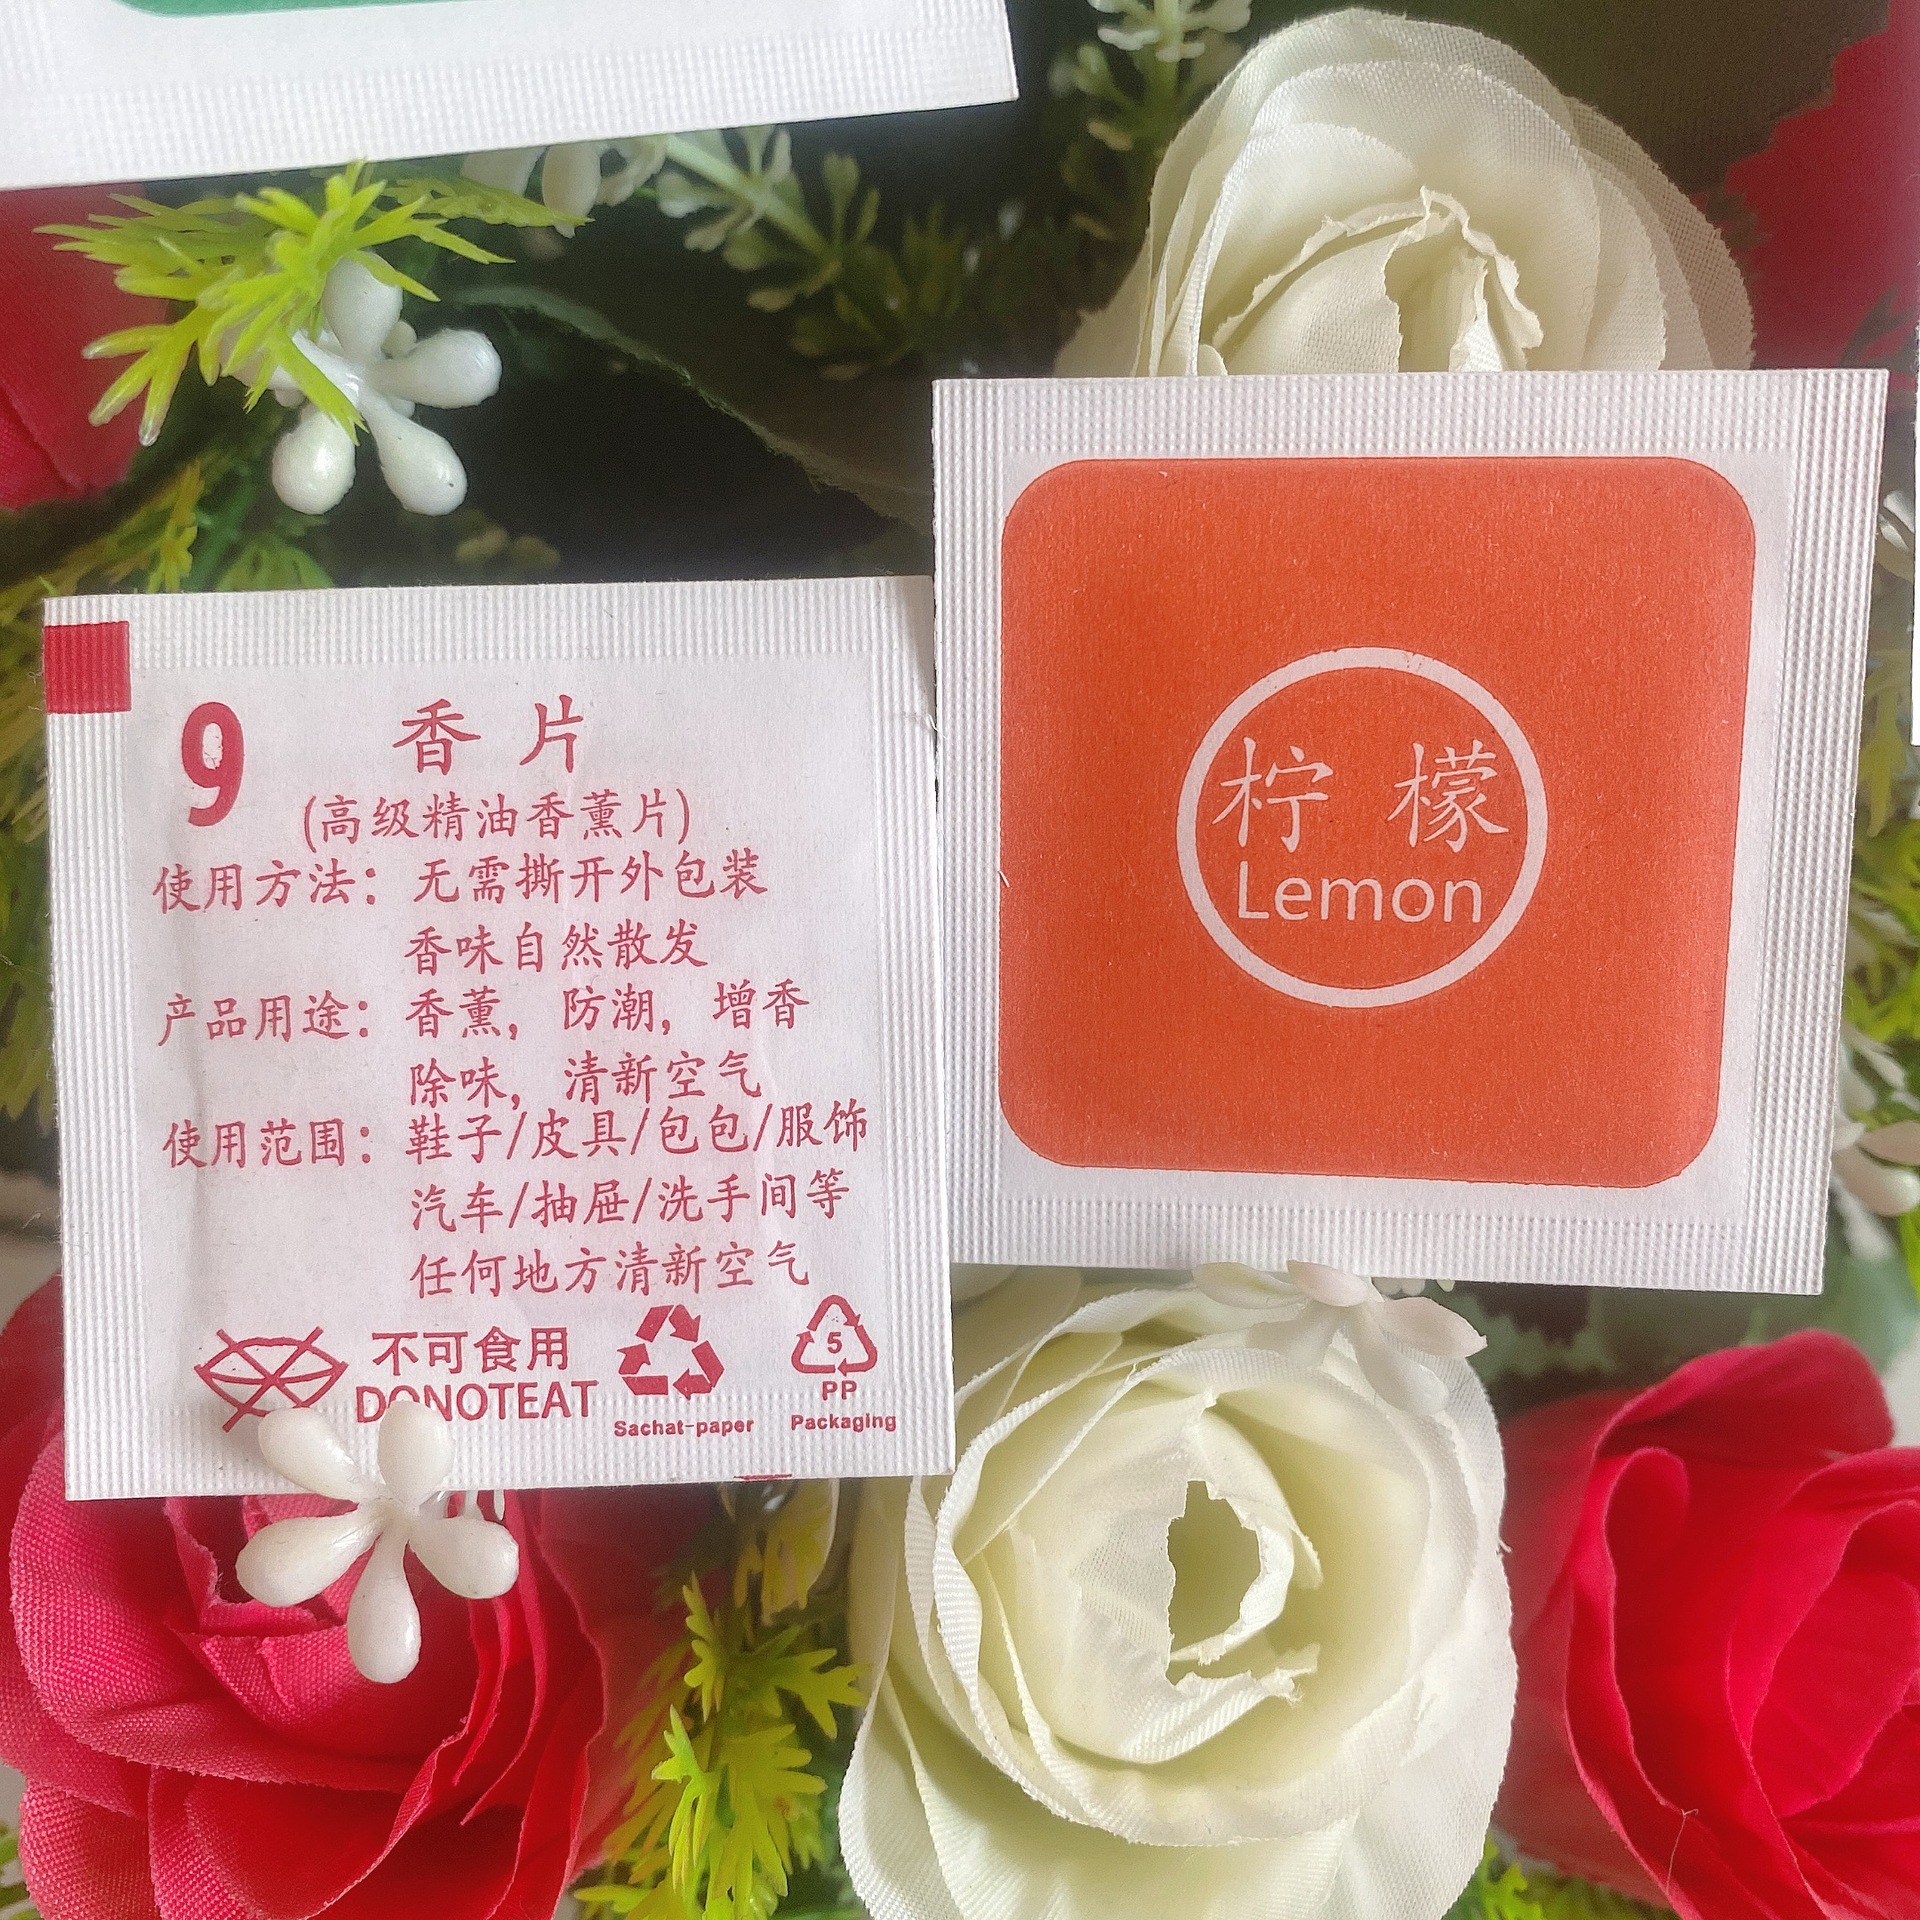 9
香片
(高级精油香薰片)
使用方法：无需撕开外包装
香味自然散发
产品用途：香薰，防潮，增香
除味，清新空气
使用范围：鞋子/皮具/包包/服饰
汽车/抽屉/洗手间等
任何地方清新空气
不可食用
DONOTEAT
Sachat-paper
5
PP
Packaging
柠檬
Lemon